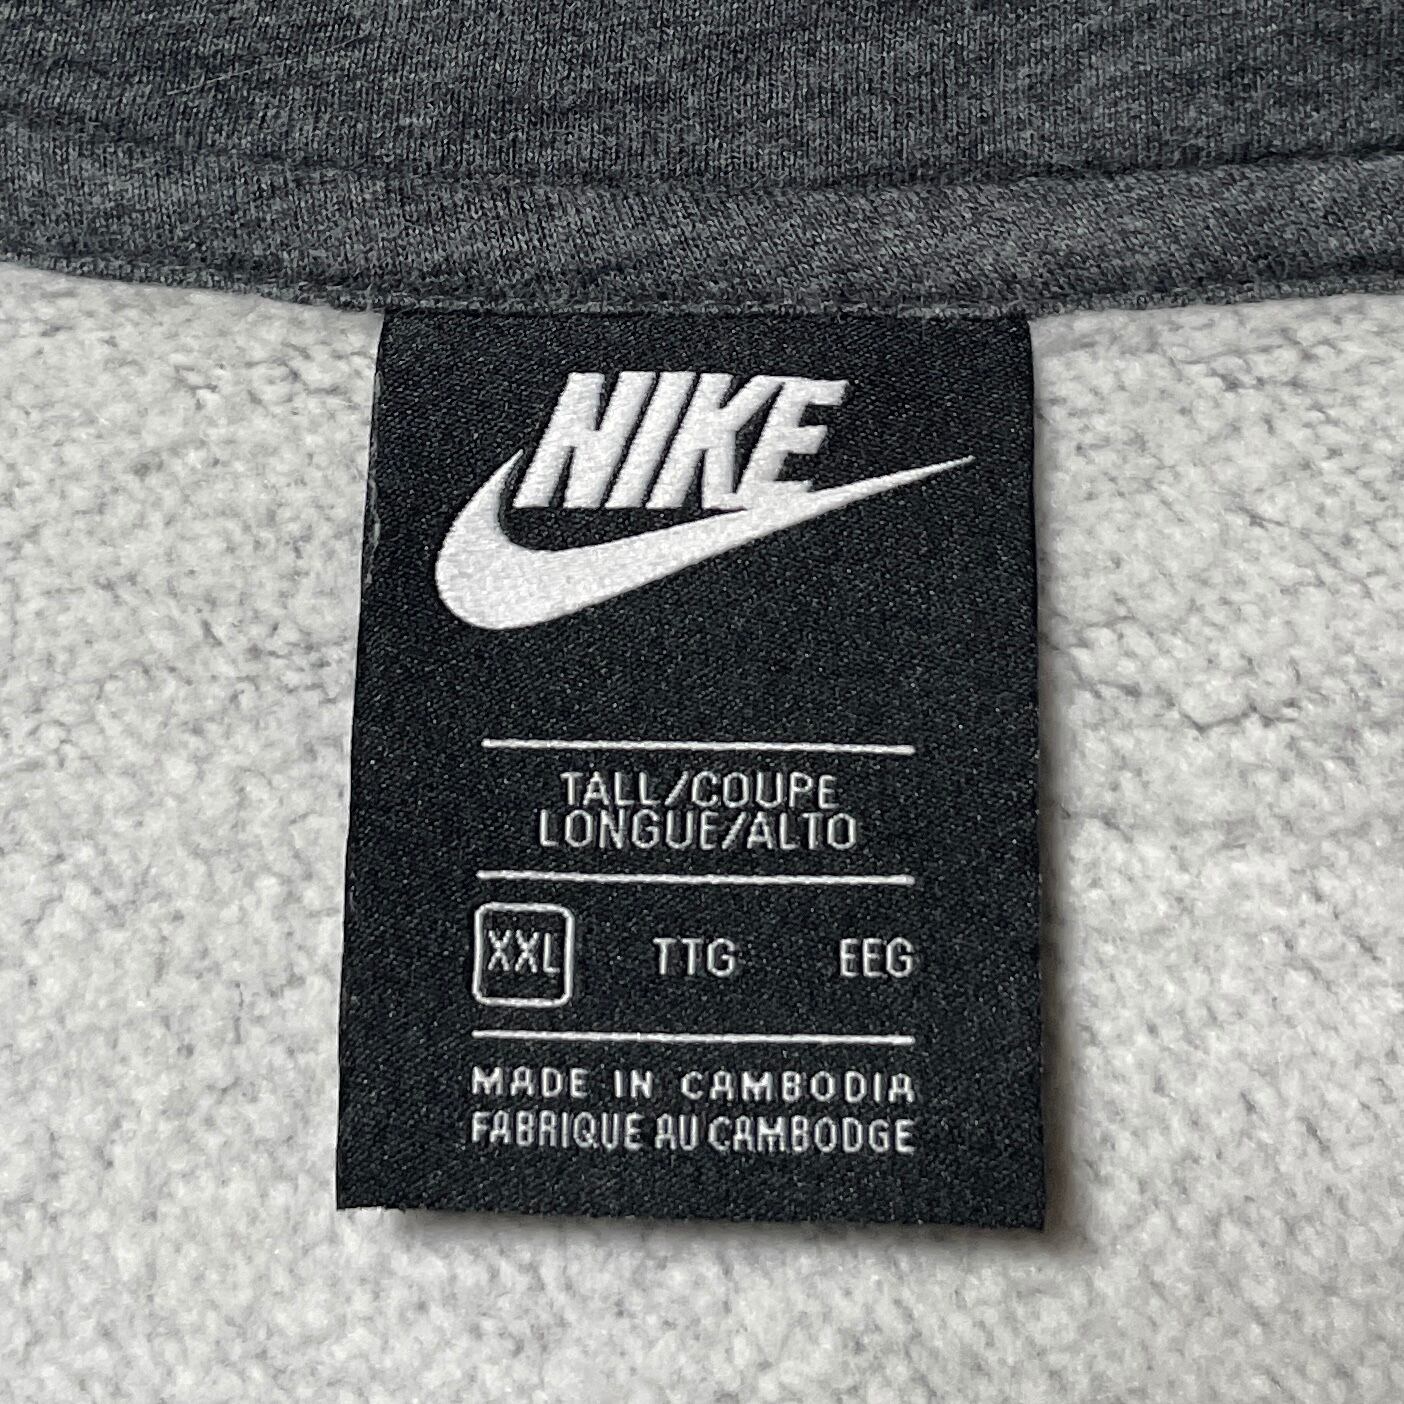 NIKE
TALL/COUPE
LONGUE/ALTO
XXL TTG EEG
MADE IN CAMBODIA
FABRIQUE AU CAMBODGE